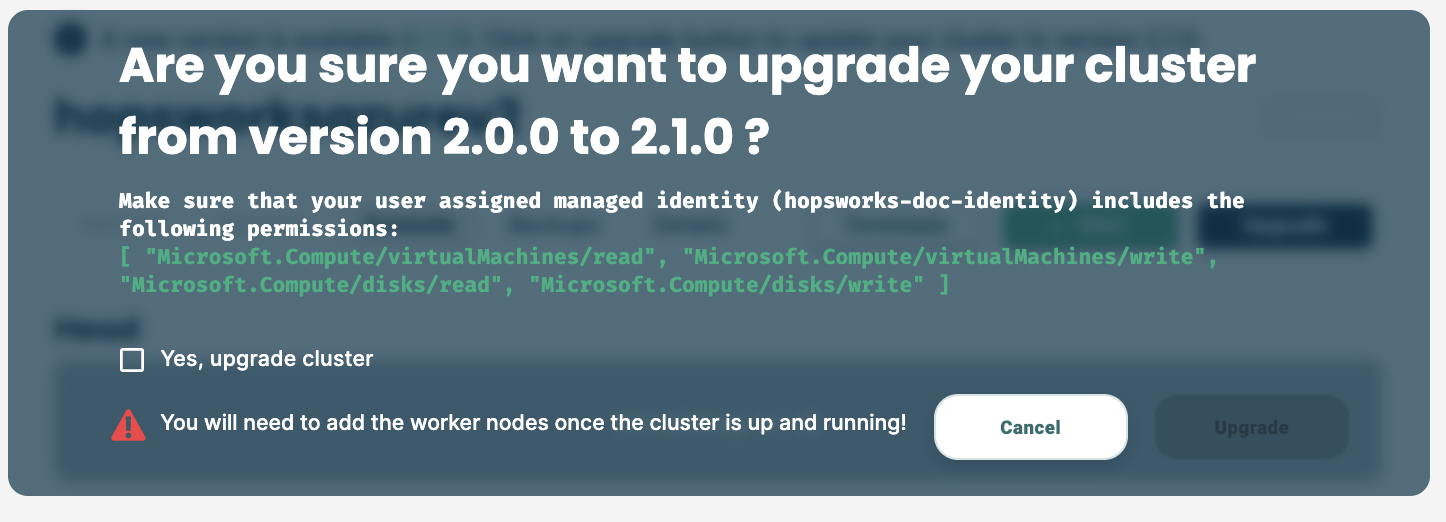 Are you sure you want to upgrade your cluster
from version 2.0.0 to 2.1.0 ?
Make sure that your user assigned managed identity (hopsworks-doc-identity) includes the
following permissions:
[ "Microsoft.Compute/virtualMachines/read", "Microsoft.Compute/virtualMachines/write",
"Microsoft.Compute/disks/read", "Microsoft.Compute/disks/write" ]
Head
Yes, upgrade cluster
You will need to add the worker nodes once the cluster is up and running!
Cancel
Upgrade